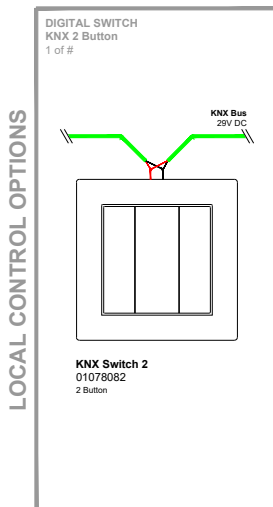 DIGITAL SWITCH
KNX 2 Button
1 of #
LOCAL CONTROL OPTIONS
KNX Bus
29V DC
KNX Switch 2
01078082
2 Button